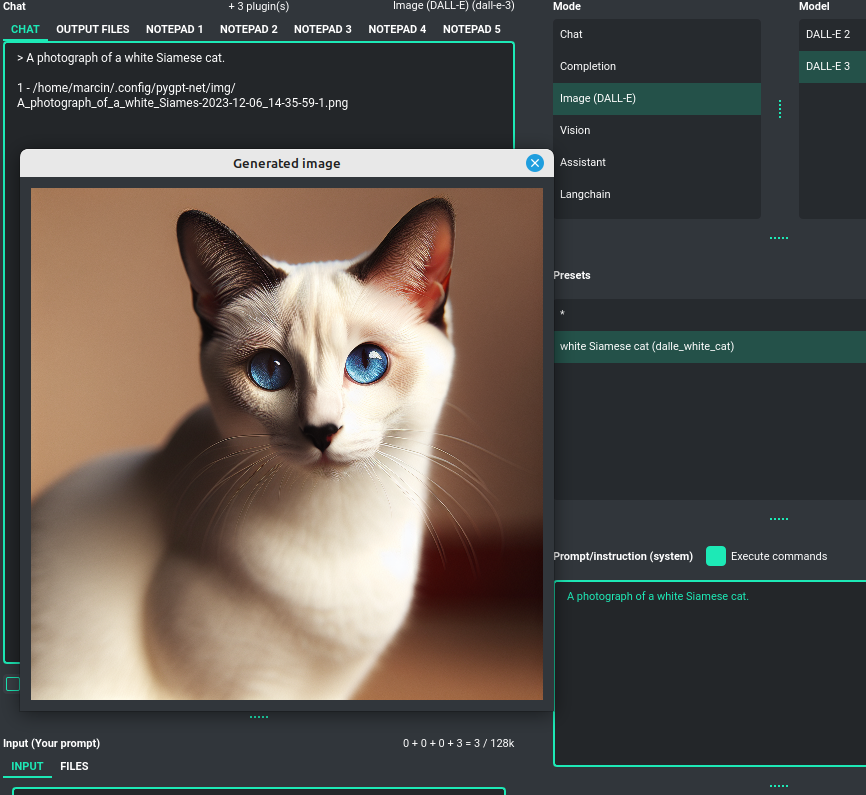 Chat
+ 3 plugin(s)
Image (DALL-E) (dall-e-3)
CHAT
OUTPUT FILES
NOTEPAD 1
NOTEPAD 2
NOTEPAD 3
NOTEPAD 4
NOTEPAD 5
> A photograph of a white Siamese cat.
1 - /home/marcin/.config/pygpt-net/img/
A_photograph_of_a_white_Siames-2023-12-06_14-35-59-1.png
Generated image
Input (Your prompt)
0 + 0 + 0 + 3 = 3 / 128k
INPUT
FILES
Mode
Chat
Completion
Image (DALL-E)
Vision
Assistant
Langchain
Model
DALL-E 2
DALL-E 3
Presets
*
white Siamese cat (dalle_white_cat)
Prompt/instruction (system)
Execute commands
A photograph of a white Siamese cat.